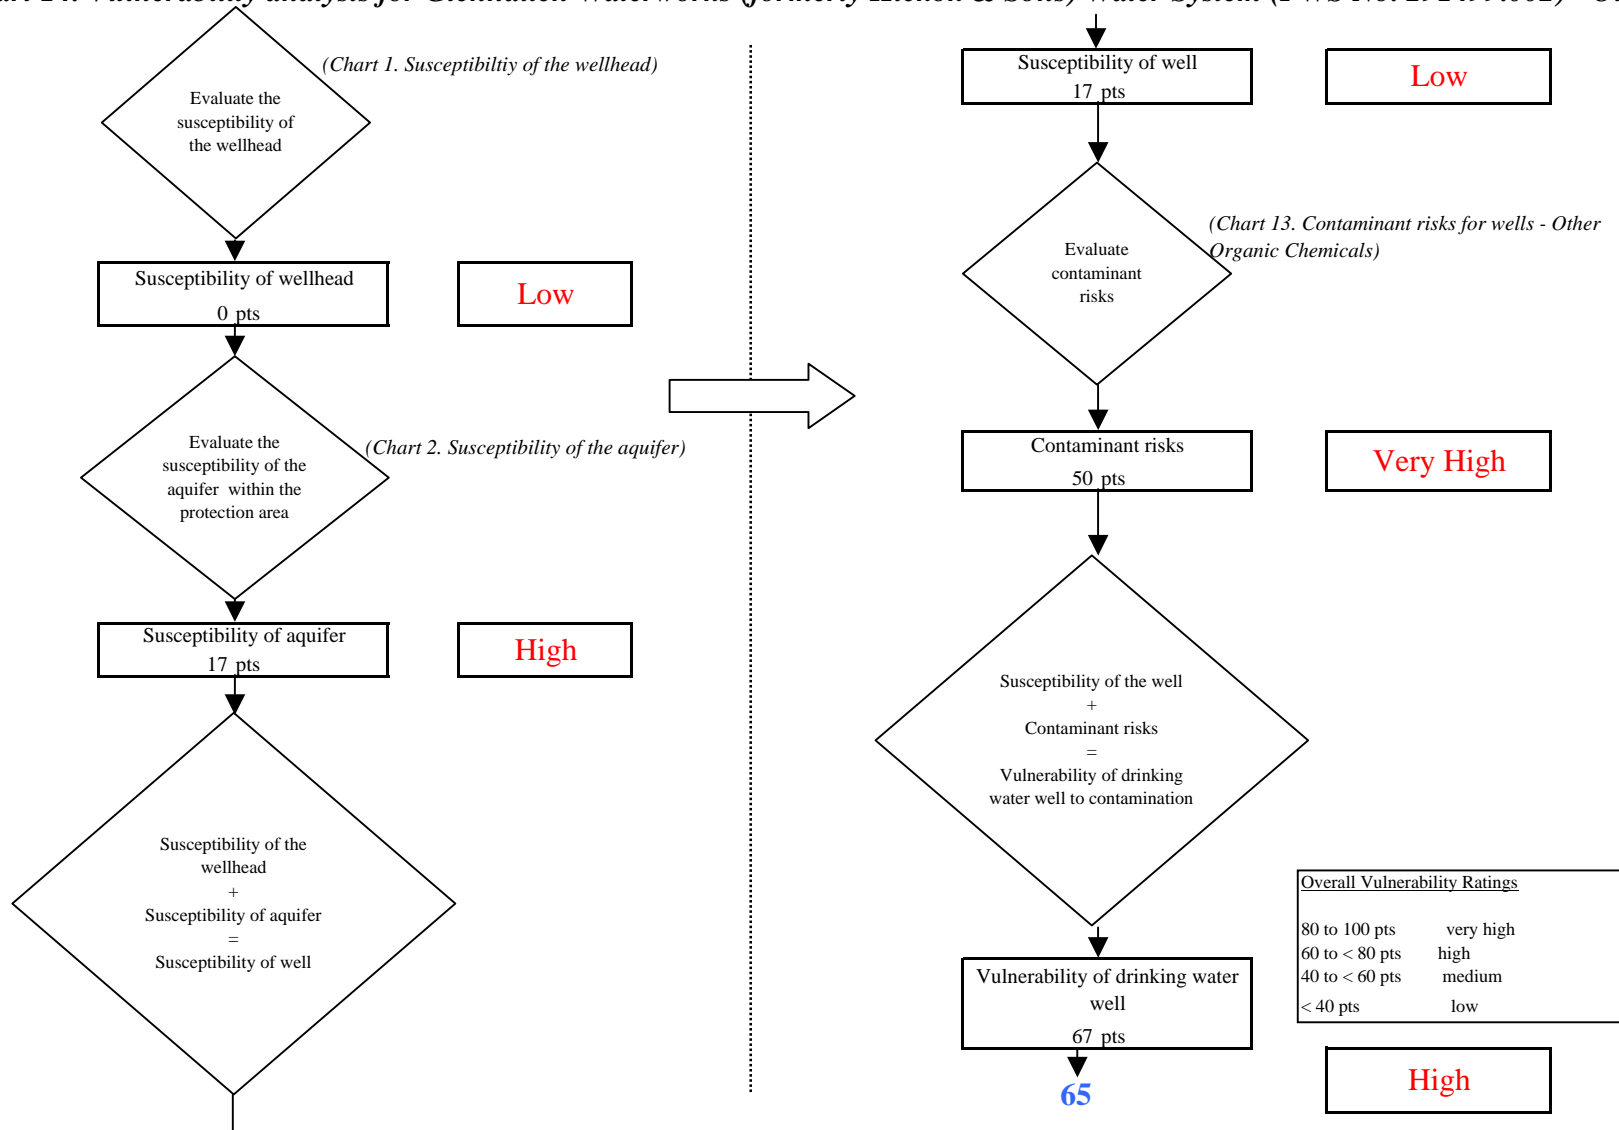 (Chart 1. Susceptibiltiy of the wellhead)
Evaluate the
susceptibility of
the wellhead
Susceptibility of wellhead
0 pts
Low
(Chart 2. Susceptibility of the aquifer)
Evaluate the
susceptibility of the
aquifer within the
protection area
Susceptibility of aquifer
17 pts
High
Susceptibility of the
wellhead
+
Susceptibility of aquifer
=
Susceptibility of well
Susceptibility of well
17 pts
Low
(Chart 13. Contaminant risks for wells - Other
Organic Chemicals)
Evaluate
contaminant
risks
Contaminant risks
50 pts
Very High
Susceptibility of the well
+
Contaminant risks
=
Vulnerability of drinking
water well to contamination
Overall Vulnerability Ratings
80 to 100 pts very high
60 to < 80 pts high
40 to < 60 pts medium
< 40 pts low
Vulnerability of drinking water
well
67 pts
65
High